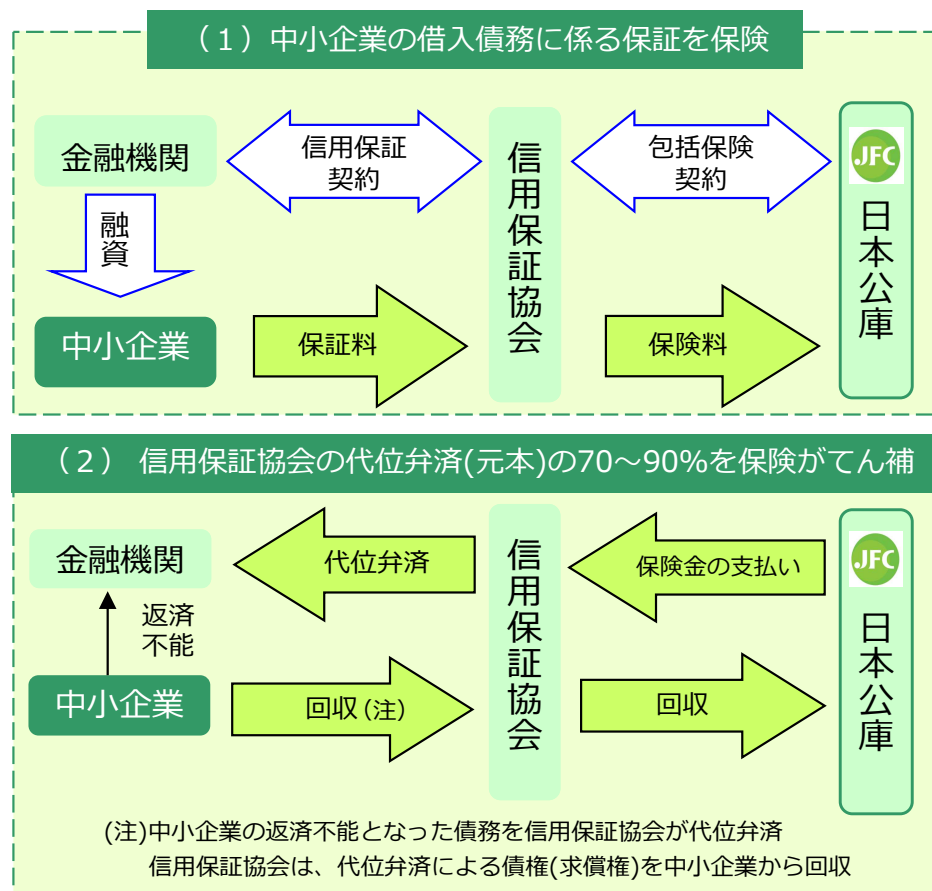 （１）中小企業の借入債務に係る保証を保険
金融機関
信用保証
契約
信用保証協会
包括保険
契約
JFC
日本公庫
融資
中小企業
保証料
保険料
（２） 信用保証協会の代位弁済(元本)の70～90%を保険がてん補
金融機関
代位弁済
信用保証協会
保険金の支払い
JFC
日本公庫
返済
不能
中小企業
回収(注)
回収
(注)中小企業の返済不能となった債務を信用保証協会が代位弁済
信用保証協会は、代位弁済による債権(求償権)を中小企業から回収